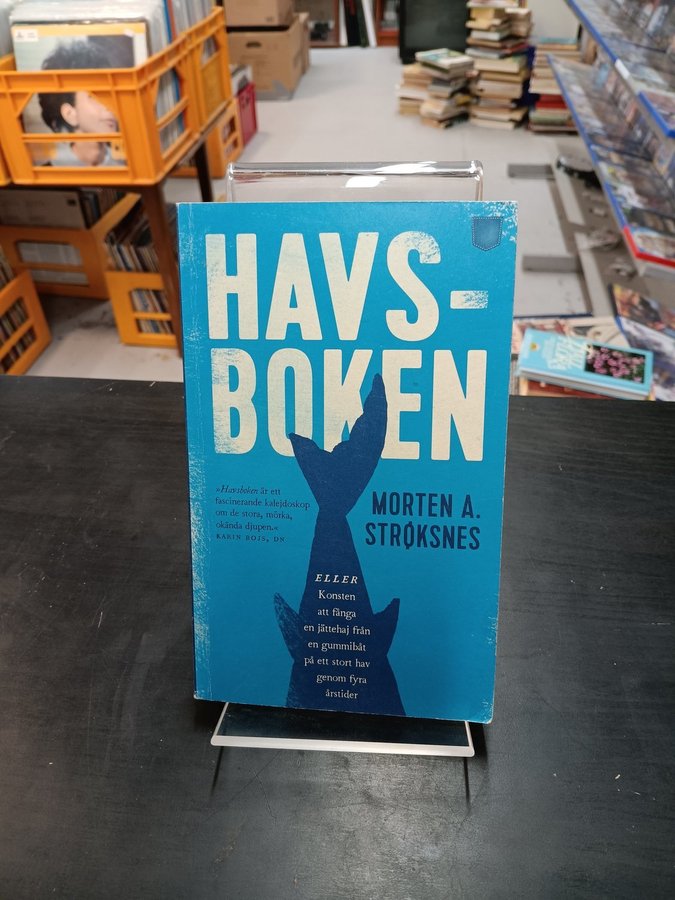 HAVS-
BOKEN
»Havsboken är ett
fascinerande kalejdoskop
om de stora, mörka,
okända djupen.«
KARIN BOJS, DN
MORTEN A.
STRØKSNES
ELLER
Konsten
att fånga
en jättehaj från
en gummibåt
på ett stort hav
genom fyra
årstider